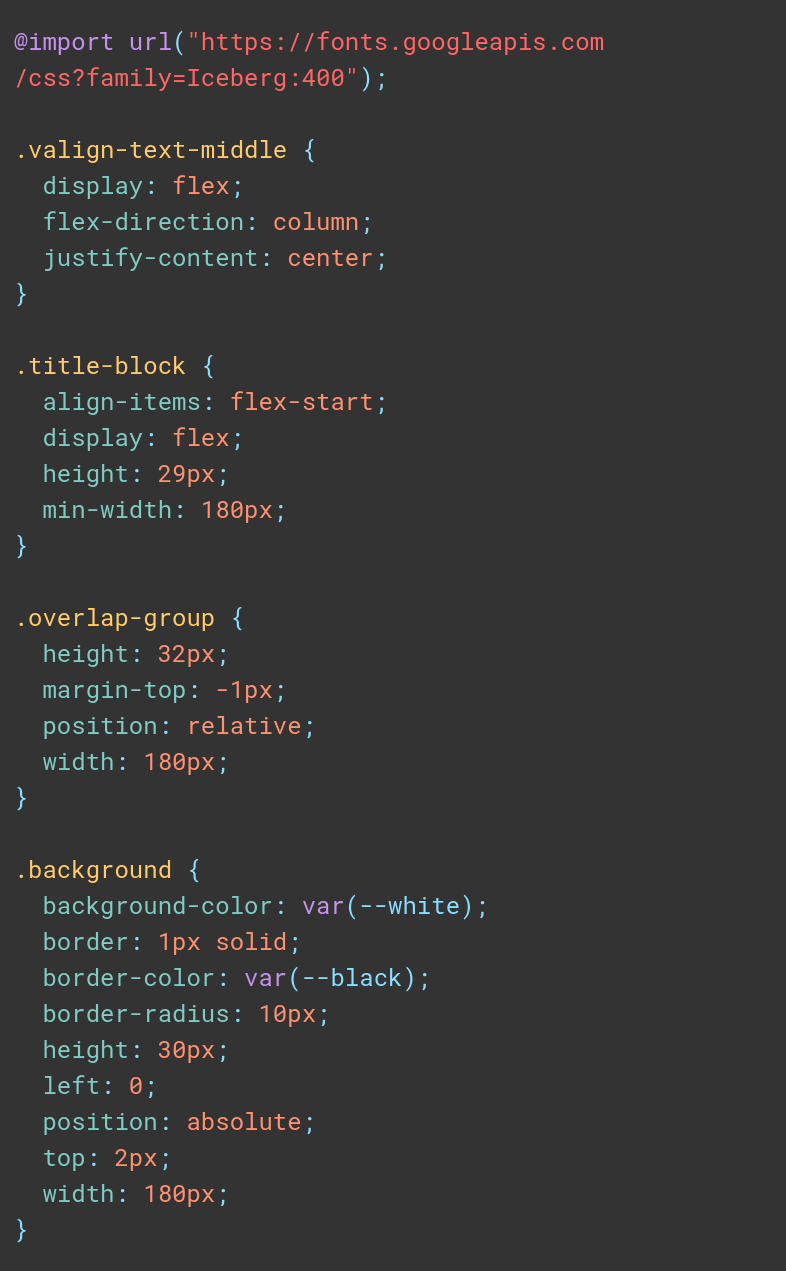 @import url("https://fonts.googleapis.com
/css?family=Iceberg:400");

.valign-text-middle {
  display: flex;
  flex-direction: column;
  justify-content: center;
}

.title-block {
  align-items: flex-start;
  display: flex;
  height: 29px;
  min-width: 180px;
}

.overlap-group {
  height: 32px;
  margin-top: -1px;
  position: relative;
  width: 180px;
}

.background {
  background-color: var(--white);
  border: 1px solid;
  border-color: var(--black);
  border-radius: 10px;
  height: 30px;
  left: 0;
  position: absolute;
  top: 2px;
  width: 180px;
}